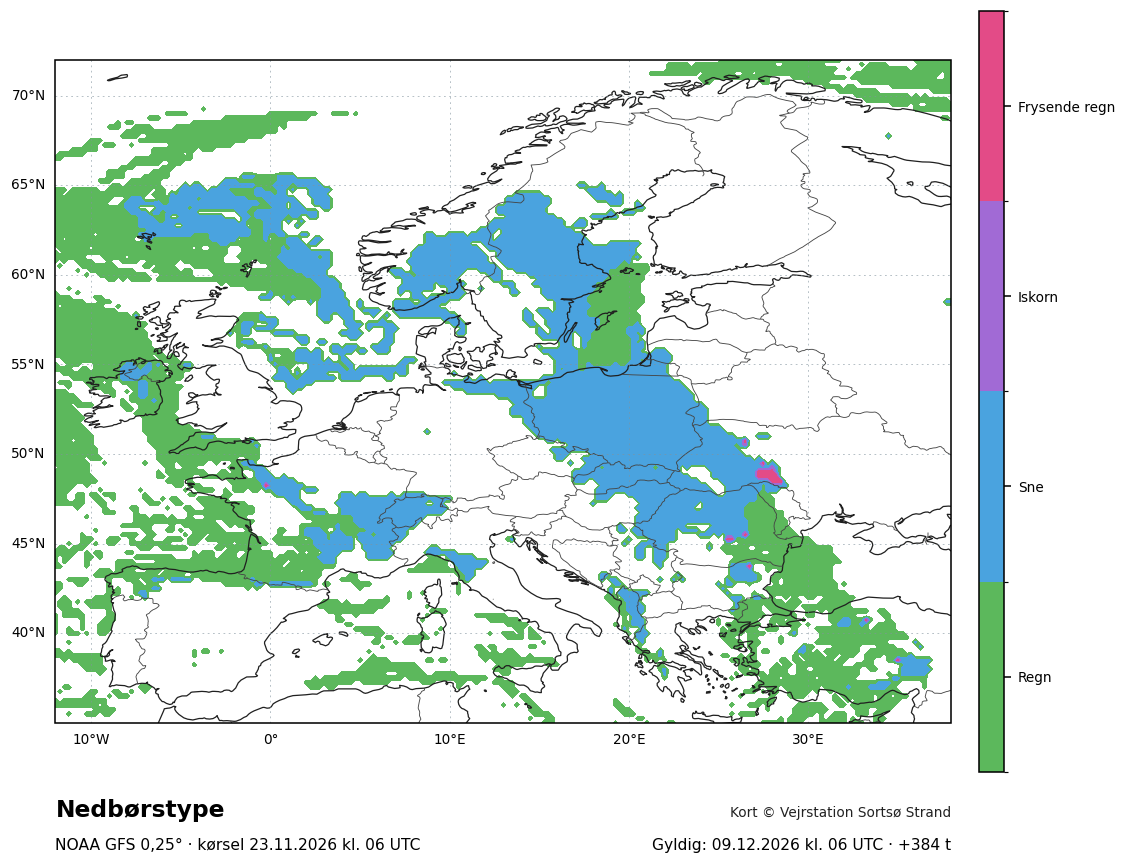 Frysende regn
Iskorn
Sne
Regn
70°N
65°N
60°N
55°N
50°N
45°N
40°N
10°W
0°
10°E
20°E
30°E
Nedbørstype
Kort © Vejrstation Sortsø Strand
NOAA GFS 0,25° · kørsel 23.11.2026 kl. 06 UTC
Gyldig: 09.12.2026 kl. 06 UTC · +384 t